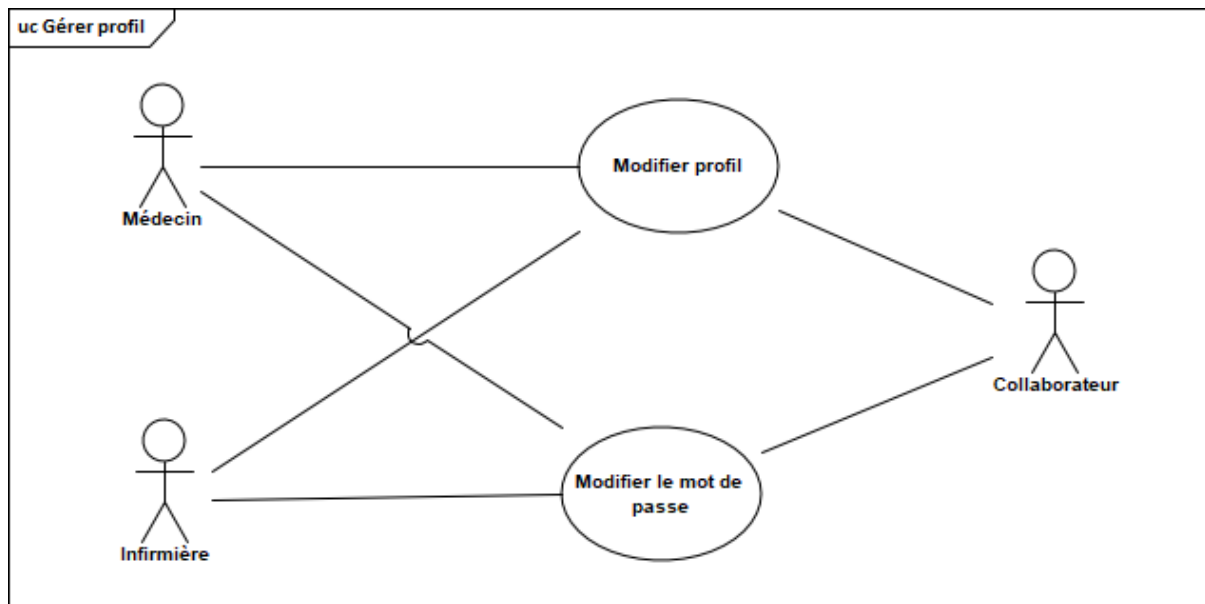 uc Gérer profil
Modifier profil
Médecin
Collaborateur
Modifier le mot de
passe
Infirmière